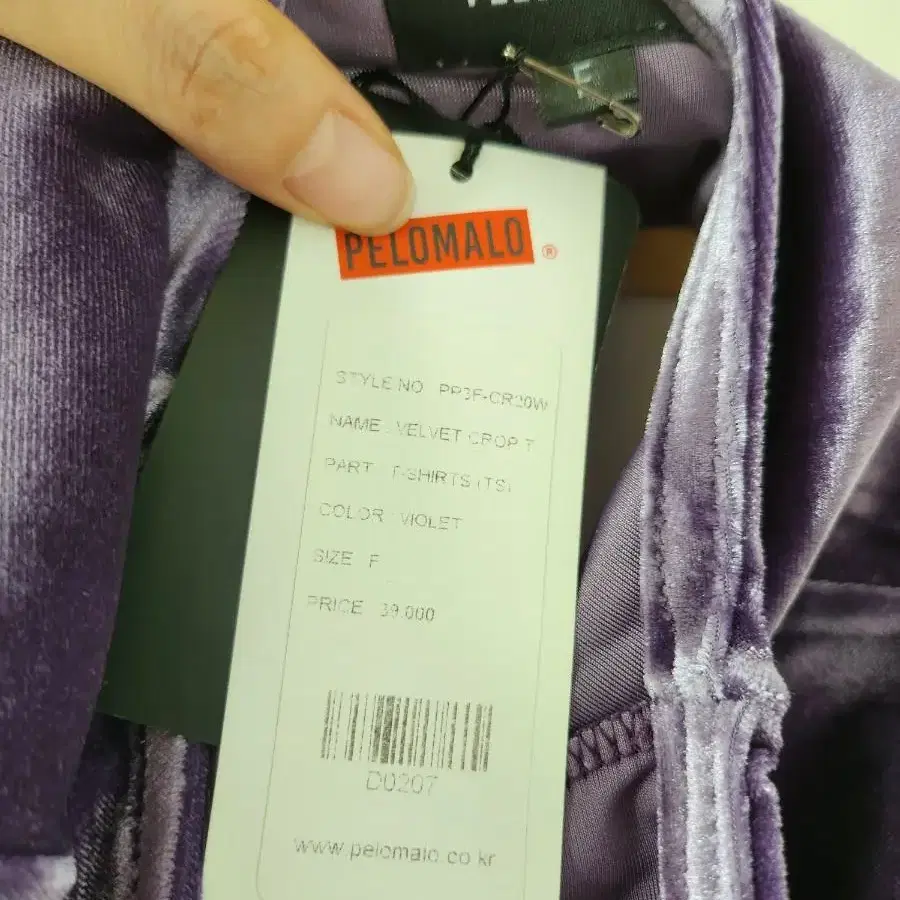 PELOMALO ®
STYLE NO PP3F-CR20W
NAME : VELVET CROP T
PART T-SHIRTS (TS)
COLOR : VIOLET
SIZE F
PRICE 39.000
D0207
www.pelomalo.co.kr